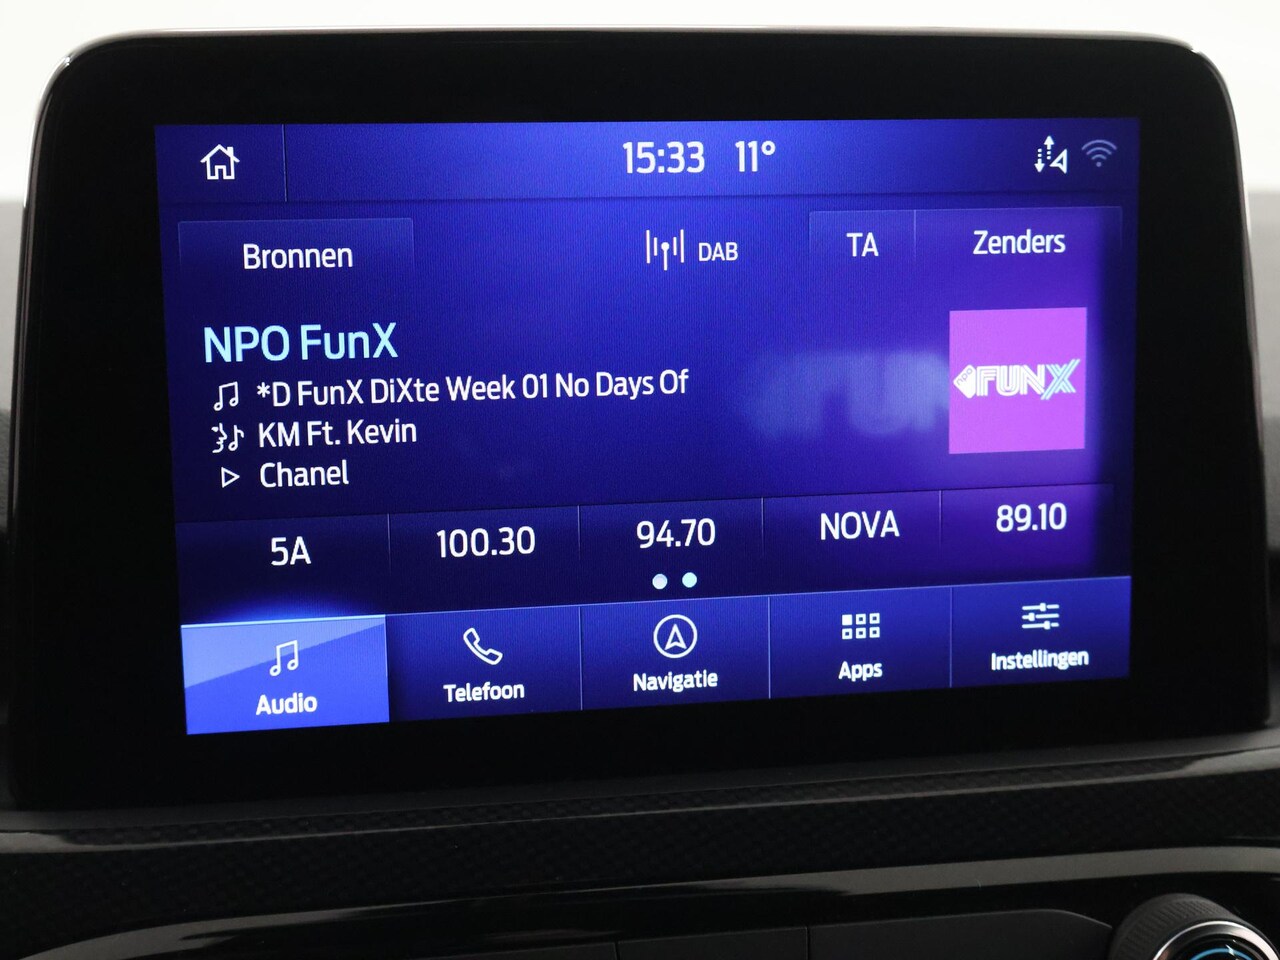 15:33 11°
Bronnen DAB TA Zenders
NPO FunX
*D FunX DiXte Week 01 No Days Of
KM Ft. Kevin
Chanel
NPO FUNX
5A 100.30 94.70 NOVA 89.10
Audio Telefoon Navigatie Apps Instellingen